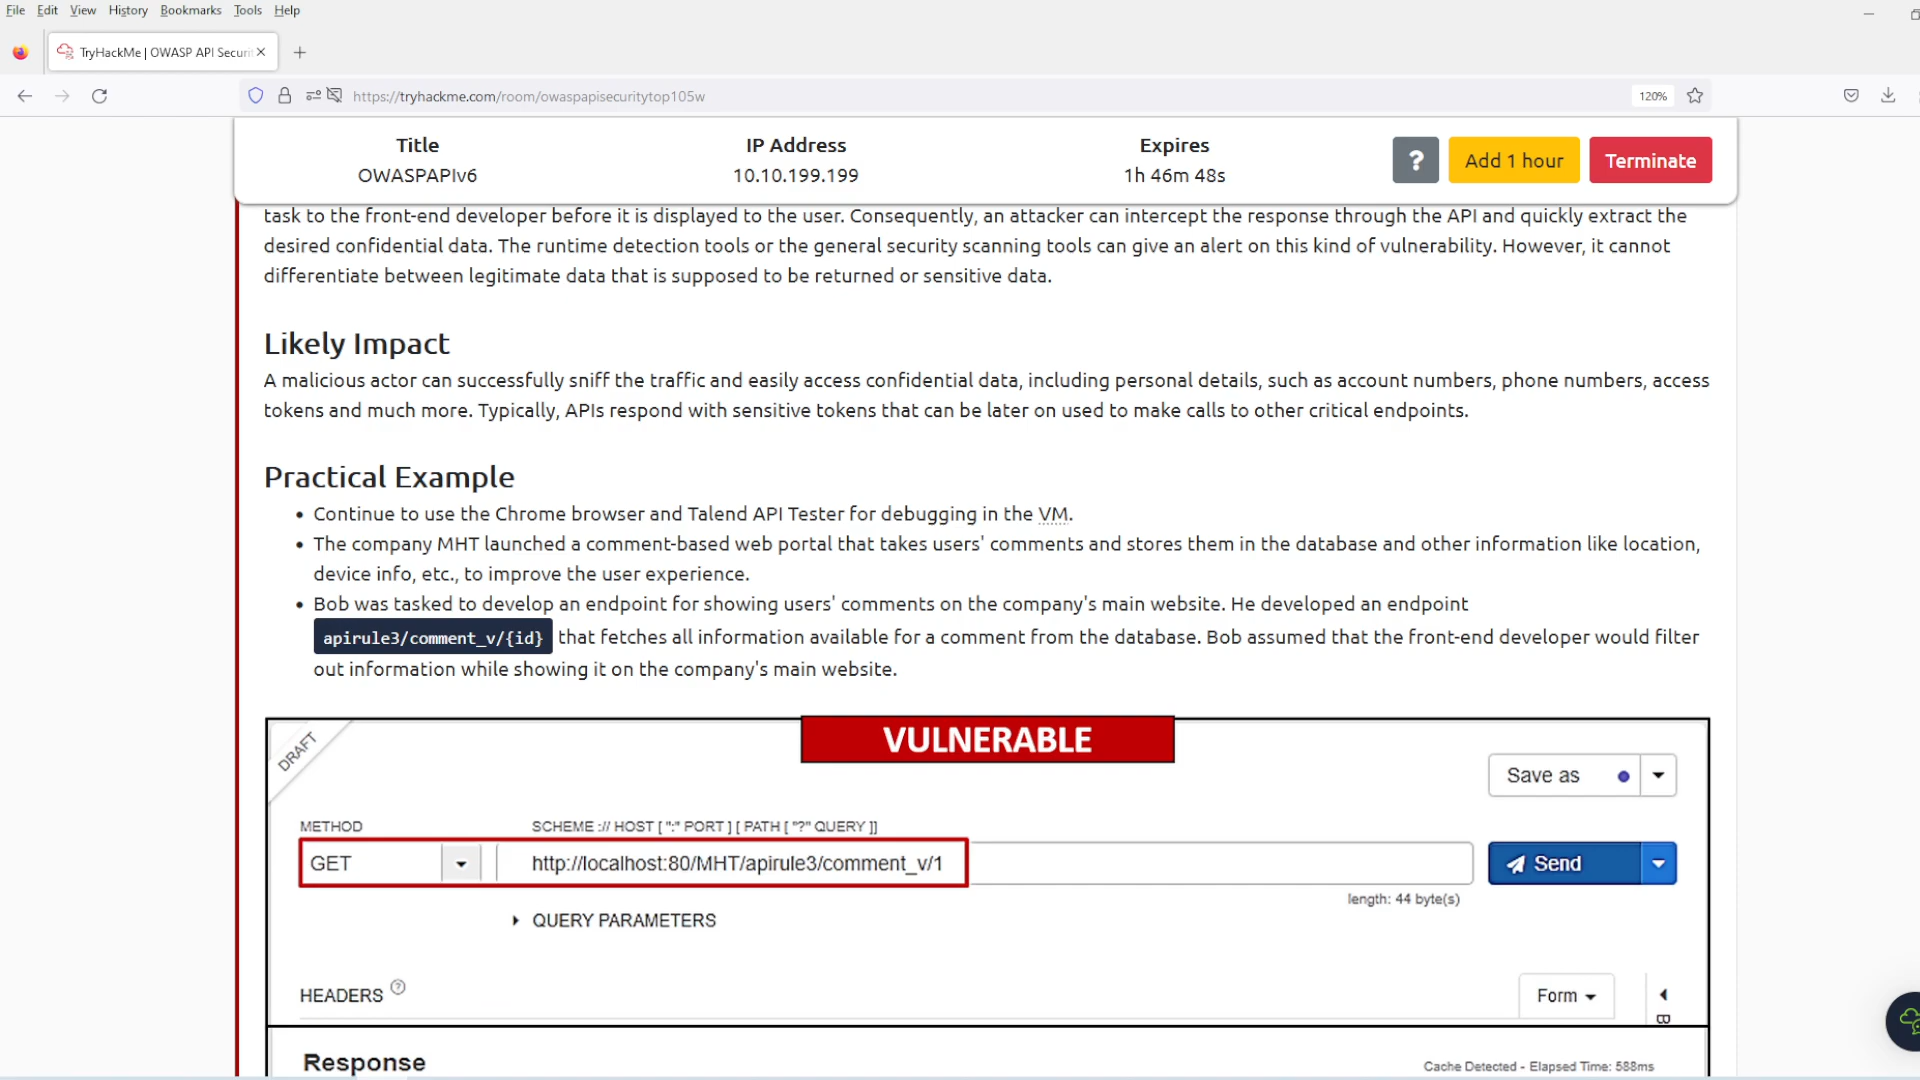 File Edit View History Bookmarks Tools Help
TryHackMe | OWASP API Securi
https://tryhackme.com/room/owaspapisecuritytop105w
120%
Title
IP Address
Expires
OWASPAPIv6
10.10.199.199
1h 46m 48s
?
Add 1 hour
Terminate
task to the front-end developer before it is displayed to the user. Consequently, an attacker can intercept the response through the API and quickly extract the
desired confidential data. The runtime detection tools or the general security scanning tools can give an alert on this kind of vulnerability. However, it cannot
differentiate between legitimate data that is supposed to be returned or sensitive data.
Likely Impact
A malicious actor can successfully sniff the traffic and easily access confidential data, including personal details, such as account numbers, phone numbers, access
tokens and much more. Typically, APIs respond with sensitive tokens that can be later on used to make calls to other critical endpoints.
Practical Example
• Continue to use the Chrome browser and Talend API Tester for debugging in the VM.
• The company MHT launched a comment-based web portal that takes users' comments and stores them in the database and other information like location,
device info, etc., to improve the user experience.
• Bob was tasked to develop an endpoint for showing users' comments on the company's main website. He developed an endpoint
apirule3/comment_v/{id} that fetches all information available for a comment from the database. Bob assumed that the front-end developer would filter
out information while showing it on the company's main website.
VULNERABLE
DRAFT
Save as
METHOD
SCHEME :// HOST [ ":" PORT ] [ PATH [ "?" QUERY ]]
GET
http://localhost:80/MHT/apirule3/comment_v/1
Send
length: 44 byte(s)
QUERY PARAMETERS
HEADERS ?
Form
B
Response
Cache Detected - Elapsed Time: 588ms